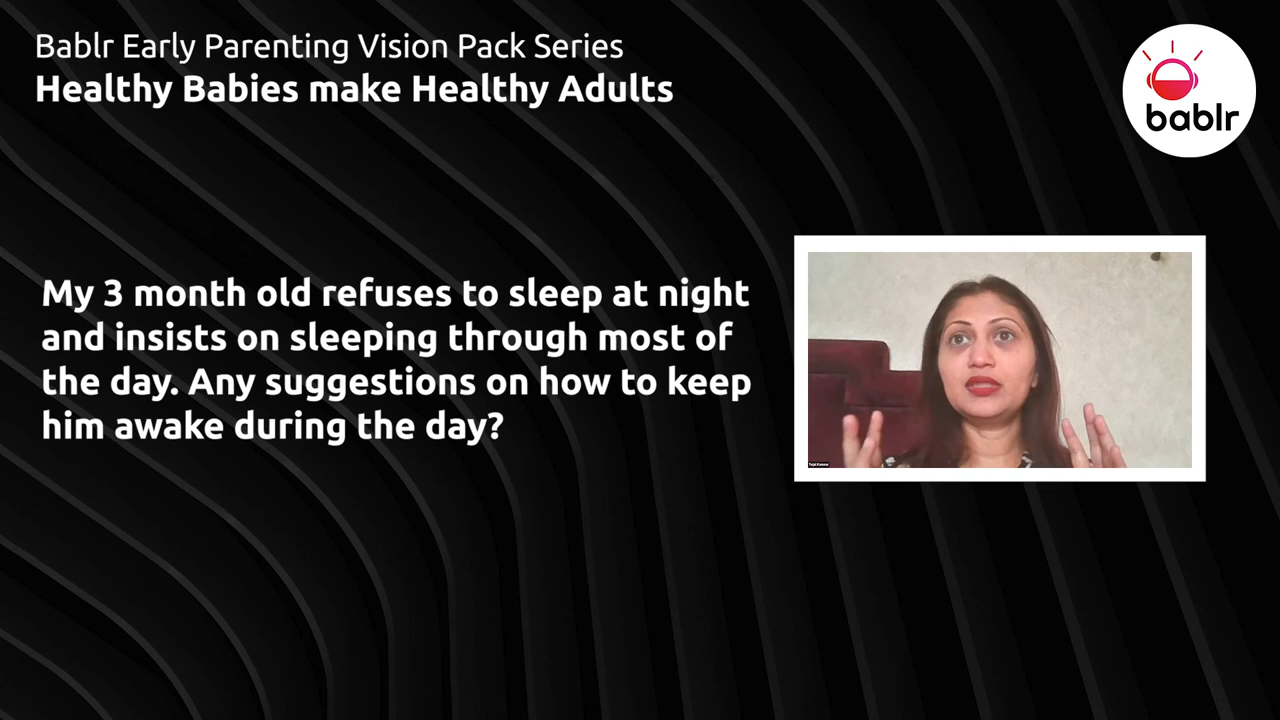 Bablr Early Parenting Vision Pack Series
Healthy Babies make Healthy Adults
bablr
My 3 month old refuses to sleep at night
and insists on sleeping through most of
the day. Any suggestions on how to keep
him awake during the day?